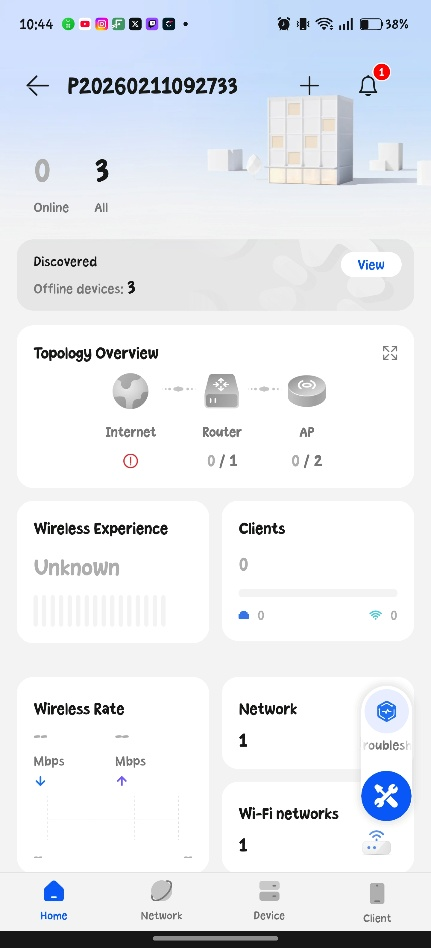 10:44
38%
P20260211092733
1
0
3
Online
All
Discovered
View
Offline devices: 3
Topology Overview
Internet
Router
AP
0 / 1
0 / 2
Wireless Experience
Clients
Unknown
0
0
0
Wireless Rate
Network
--
--
1
Mbps
Mbps
roublesh
Wi-Fi networks
1
--
--
Home
Network
Device
Client